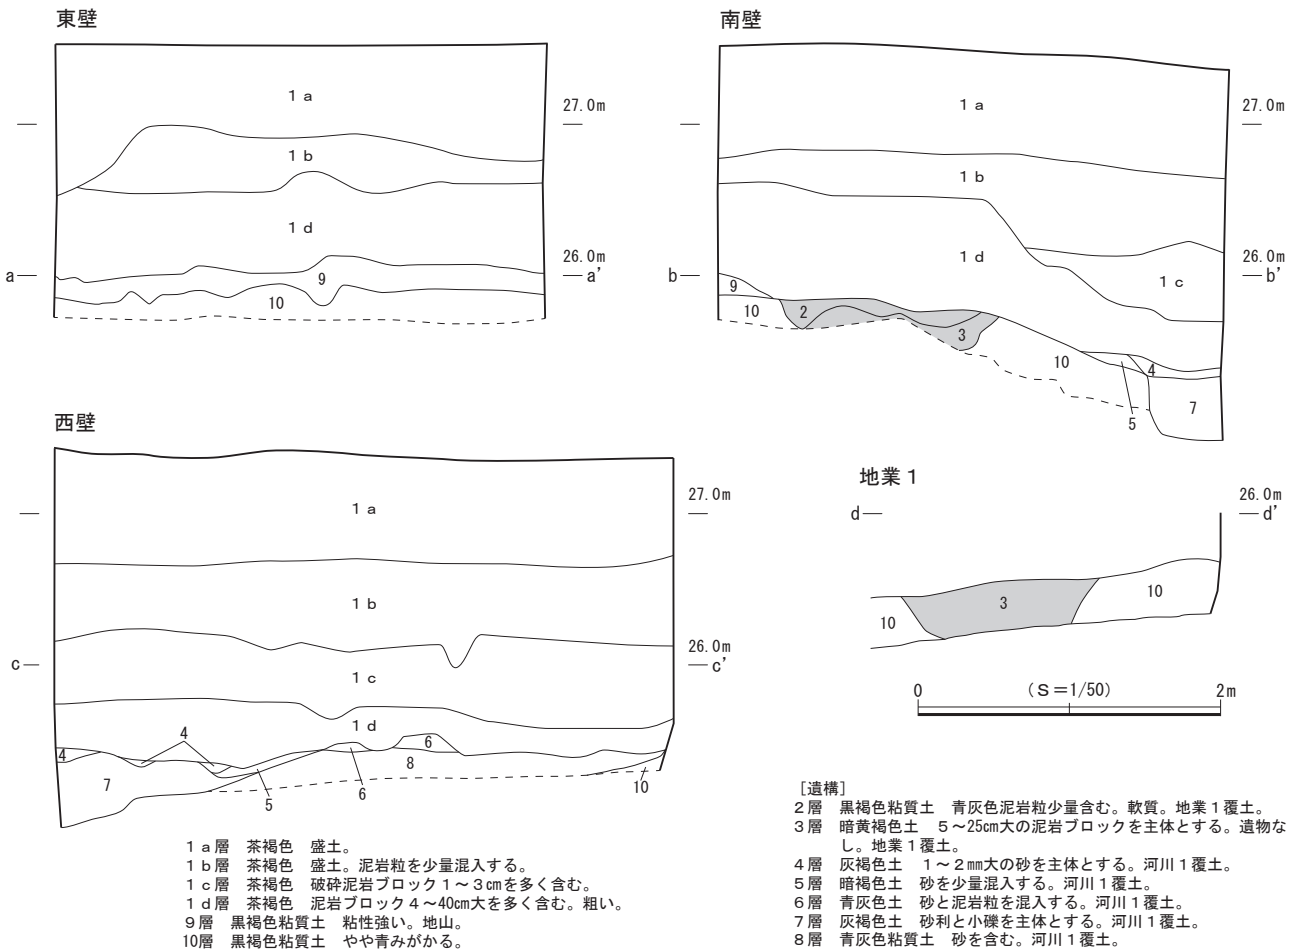 東壁
南壁
１a
27.0m
１b
１d
26.0m
a
a'
9
10
１a
27.0m
１b
１d
26.0m
b
b'
１c
9
10
2
3
10
4
5
7
西壁
１a
27.0m
１b
26.0m
c
c'
１c
１d
4
4
6
7
8
5
6
10
地業１
26.0m
d
d'
3
10
10
0
(Ｓ＝1/50)
2m
１a層　茶褐色　盛土。
１b層　茶褐色　盛土。泥岩粒を少量混入する。
１c層　茶褐色　破砕泥岩ブロック１～３㎝を多く含む。
１d層　茶褐色　泥岩ブロック４～40㎝大を多く含む。粗い。
９層　黒褐色粘質土　粘性強い。地山。
10層　黒褐色粘質土　やや青みがかる。
［遺構］
２層　黒褐色粘質土　青灰色泥岩粒少量含む。軟質。地業１覆土。
３層　暗黄褐色土　５～25㎝大の泥岩ブロックを主体とする。遺物な
し。地業１覆土。
４層　灰褐色土　１～２㎜大の砂を主体とする。河川１覆土。
５層　暗褐色土　砂を少量混入する。河川１覆土。
６層　青灰色土　砂と泥岩粒を混入する。河川１覆土。
７層　灰褐色土　砂利と小礫を主体とする。河川１覆土。
８層　青灰色粘質土　砂を含む。河川１覆土。